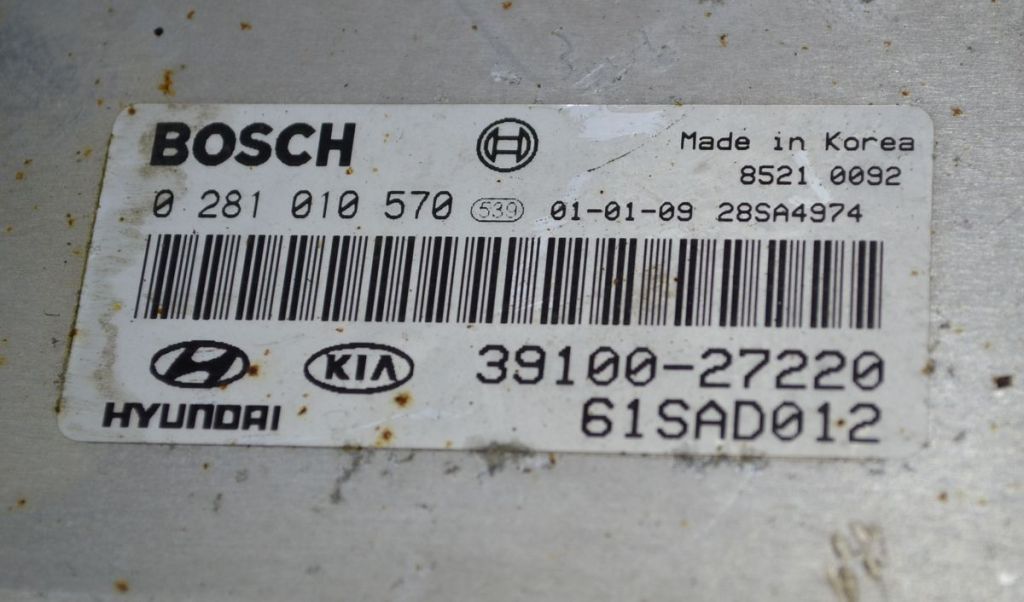 BOSCH
Made in Korea
8521 0092
0 281 010 570 539 01-01-09 28SA4974
HYUNDAI
KIA
39100-27220
61SAD012